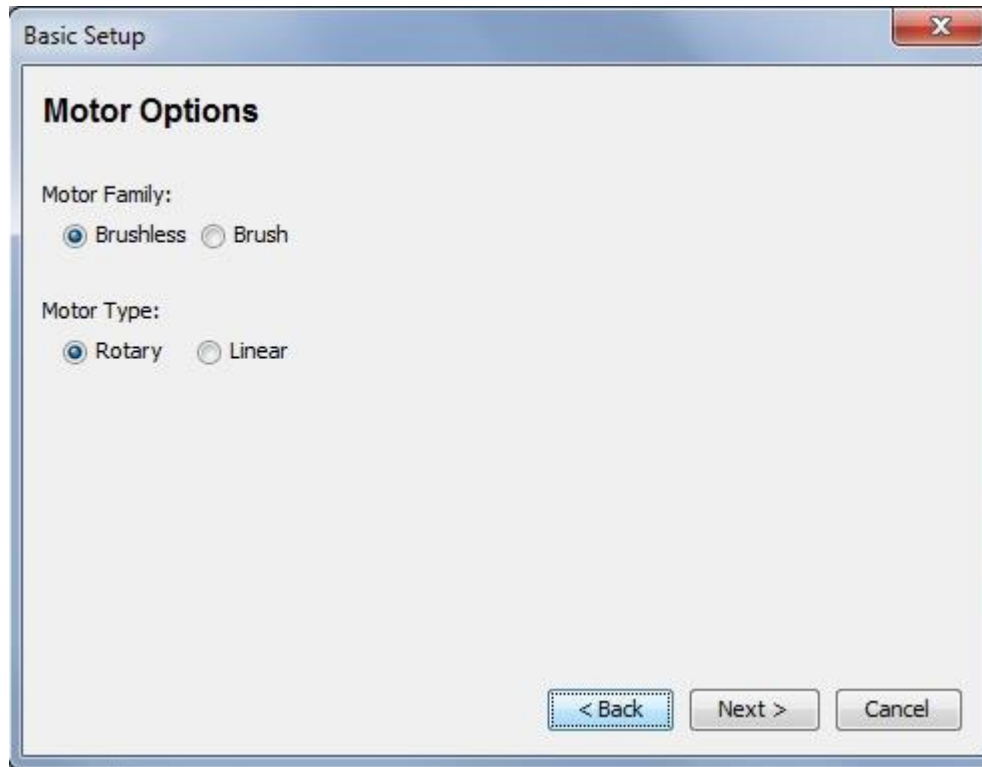 Basic Setup
Motor Options
Motor Family:
Brushless Brush
Motor Type:
Rotary Linear
< Back Next > Cancel